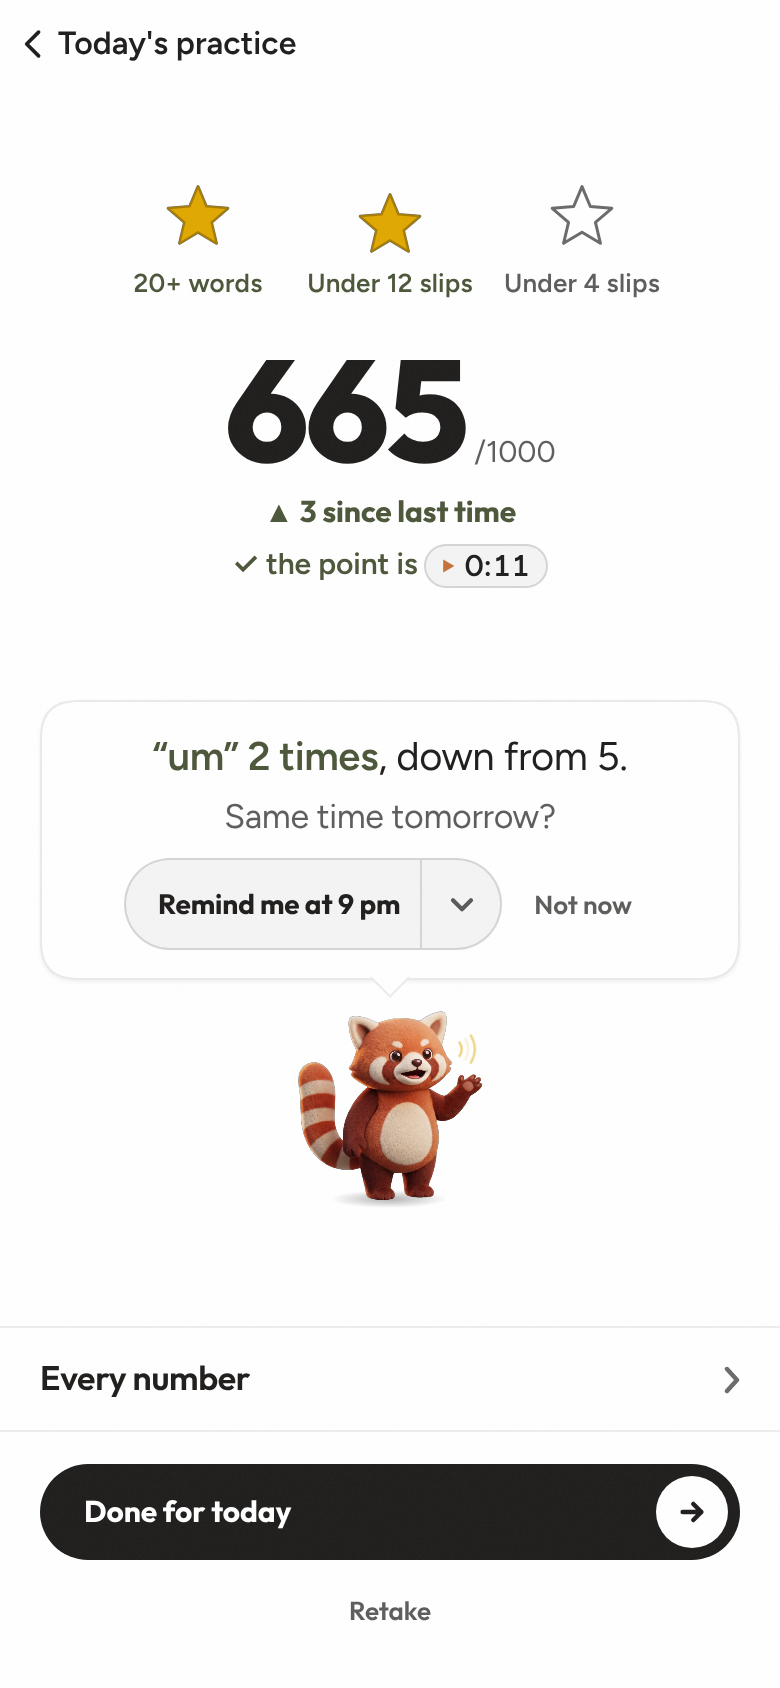 Today's practice
20+ words
Under 12 slips
Under 4 slips
665/1000
▲ 3 since last time
✓ the point is ▶ 0:11
“um” 2 times, down from 5.
Same time tomorrow?
Remind me at 9 pm
Not now
Every number
Done for today
Retake